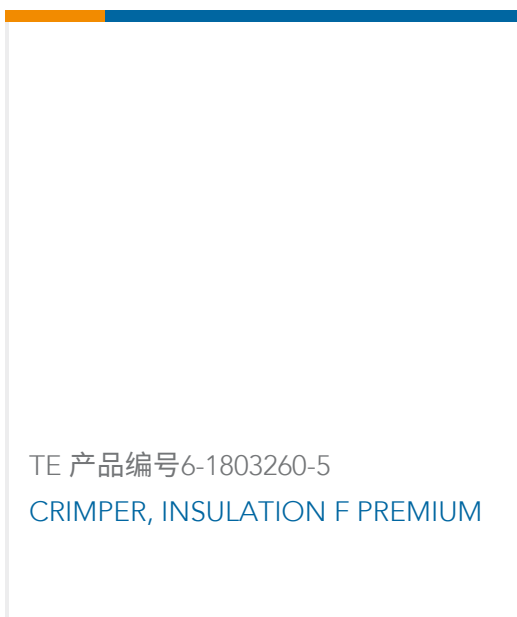 TE 产品编号6-1803260-5
CRIMPER, INSULATION F PREMIUM